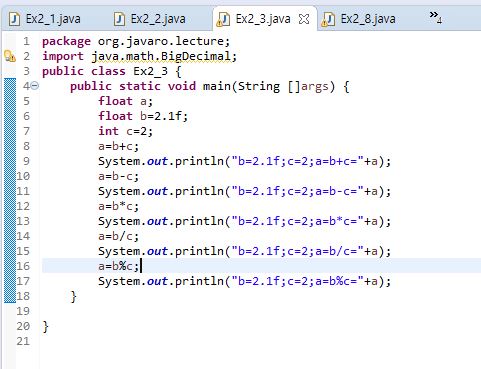 Ex2_1.java Ex2_2.java Ex2_3.java Ex2_8.java »4
1 package org.javaro.lecture;
2 import java.math.BigDecimal;
3 public class Ex2_3 {
4 public static void main(String []args) {
5 float a;
6 float b=2.1f;
7 int c=2;
8 a=b+c;
9 System.out.println("b=2.1f;c=2;a=b+c="+a);
10 a=b-c;
11 System.out.println("b=2.1f;c=2;a=b-c="+a);
12 a=b*c;
13 System.out.println("b=2.1f;c=2;a=b*c="+a);
14 a=b/c;
15 System.out.println("b=2.1f;c=2;a=b/c="+a);
16 a=b%c;
17 System.out.println("b=2.1f;c=2;a=b%c="+a);
18 }
19
20 }
21